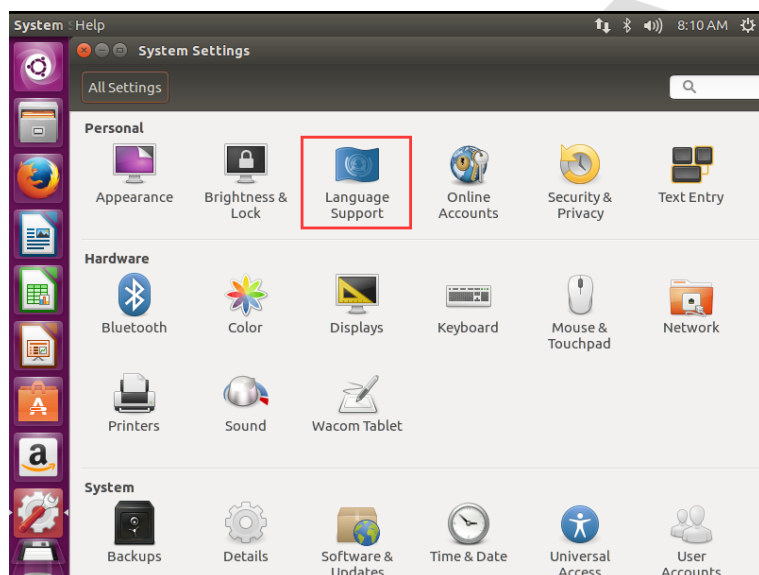 System Help
8:10 AM
System Settings
All Settings
Personal
Appearance
Brightness &
Lock
Language
Support
Online
Accounts
Security &
Privacy
Text Entry
Hardware
Bluetooth
Color
Displays
Keyboard
Mouse &
Touchpad
Network
Printers
Sound
Wacom Tablet
System
Backups
Details
Software &
Updates
Time & Date
Universal
Access
User
Accounts